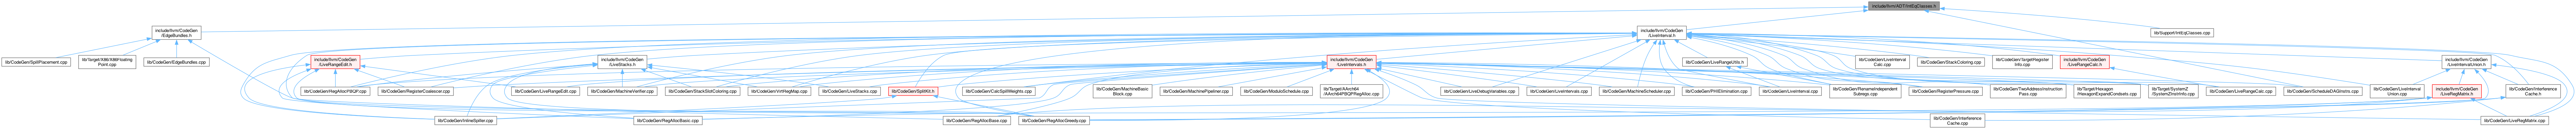 include/llvm/ADT/IntEqClasses.h
include/llvm/CodeGen
/EdgeBundles.h
include/llvm/CodeGen
/LiveInterval.h
lib/Support/IntEqClasses.cpp
lib/CodeGen/SpillPlacement.cpp
lib/Target/X86/X86Floating
Point.cpp
lib/CodeGen/EdgeBundles.cpp
include/llvm/CodeGen
/LiveRangeEdit.h
include/llvm/CodeGen
/LiveStacks.h
include/llvm/CodeGen
/LiveIntervals.h
lib/CodeGen/LiveRangeUtils.h
lib/CodeGen/LiveInterval
Calc.cpp
lib/CodeGen/StackColoring.cpp
lib/CodeGen/TargetRegister
Info.cpp
include/llvm/CodeGen
/LiveRangeCalc.h
include/llvm/CodeGen
/LiveIntervalUnion.h
lib/CodeGen/RegAllocPBQP.cpp
lib/CodeGen/RegisterCoalescer.cpp
lib/CodeGen/LiveRangeEdit.cpp
lib/CodeGen/MachineVerifier.cpp
lib/CodeGen/StackSlotColoring.cpp
lib/CodeGen/VirtRegMap.cpp
lib/CodeGen/LiveStacks.cpp
lib/CodeGen/SplitKit.h
lib/CodeGen/CalcSpillWeights.cpp
lib/CodeGen/MachineBasic
Block.cpp
lib/CodeGen/MachinePipeliner.cpp
lib/CodeGen/ModuloSchedule.cpp
lib/Target/AArch64
/AArch64PBQPRegAlloc.cpp
lib/CodeGen/LiveDebugVariables.cpp
lib/CodeGen/LiveIntervals.cpp
lib/CodeGen/MachineScheduler.cpp
lib/CodeGen/PHIElimination.cpp
lib/CodeGen/LiveInterval.cpp
lib/CodeGen/RenameIndependent
Subregs.cpp
lib/CodeGen/RegisterPressure.cpp
lib/CodeGen/TwoAddressInstruction
Pass.cpp
lib/Target/Hexagon
/HexagonExpandCondsets.cpp
lib/Target/SystemZ
/SystemZInstrInfo.cpp
lib/CodeGen/LiveRangeCalc.cpp
lib/CodeGen/ScheduleDAGInstrs.cpp
lib/CodeGen/LiveInterval
Union.cpp
include/llvm/CodeGen
/LiveRegMatrix.h
lib/CodeGen/Interference
Cache.h
lib/CodeGen/InlineSpiller.cpp
lib/CodeGen/RegAllocBasic.cpp
lib/CodeGen/RegAllocBase.cpp
lib/CodeGen/RegAllocGreedy.cpp
lib/CodeGen/Interference
Cache.cpp
lib/CodeGen/LiveRegMatrix.cpp